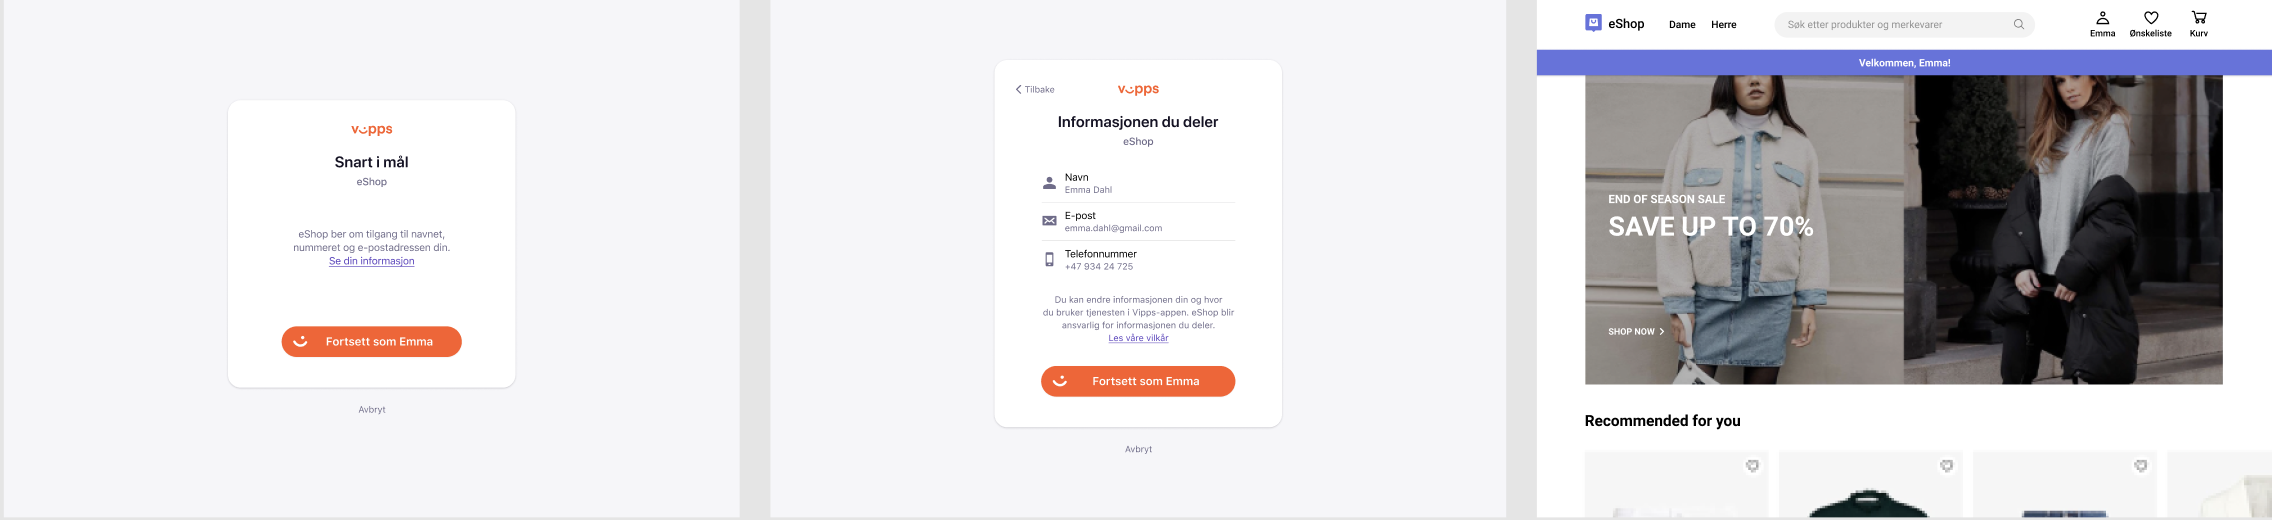 vipps
Snart i mål
eShop
eShop ber om tilgang til navnet,
nummeret og e-postadressen din.
Se din informasjon
Fortsett som Emma
Avbryt
Tilbake
vipps
Informasjonen du deler
eShop
Navn
Emma Dahl
E-post
emma.dahl@gmail.com
Telefonnummer
+47 934 24 725
Du kan endre informasjonen din og hvor
du bruker tjenesten i Vipps-appen. eShop blir
ansvarlig for informasjonen du deler.
Les våre vilkår
Fortsett som Emma
Avbryt
eShop Dame Herre Søk etter produkter og merkevarer Emma Ønskeliste Kurv
Velkommen, Emma!
END OF SEASON SALE
SAVE UP TO 70%
SHOP NOW
Recommended for you